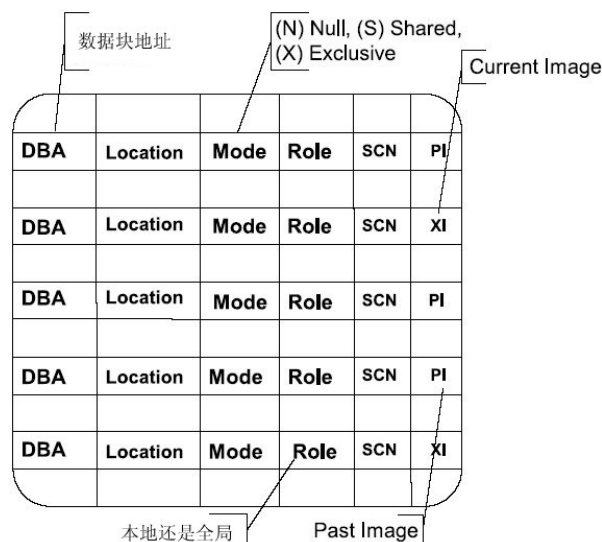 数据块地址
(N) Null, (S) Shared,
(X) Exclusive
Current Image
DBA Location Mode Role SCN PI
DBA Location Mode Role SCN XI
DBA Location Mode Role SCN PI
DBA Location Mode Role SCN PI
DBA Location Mode Role SCN XI
本地还是全局
Past Image